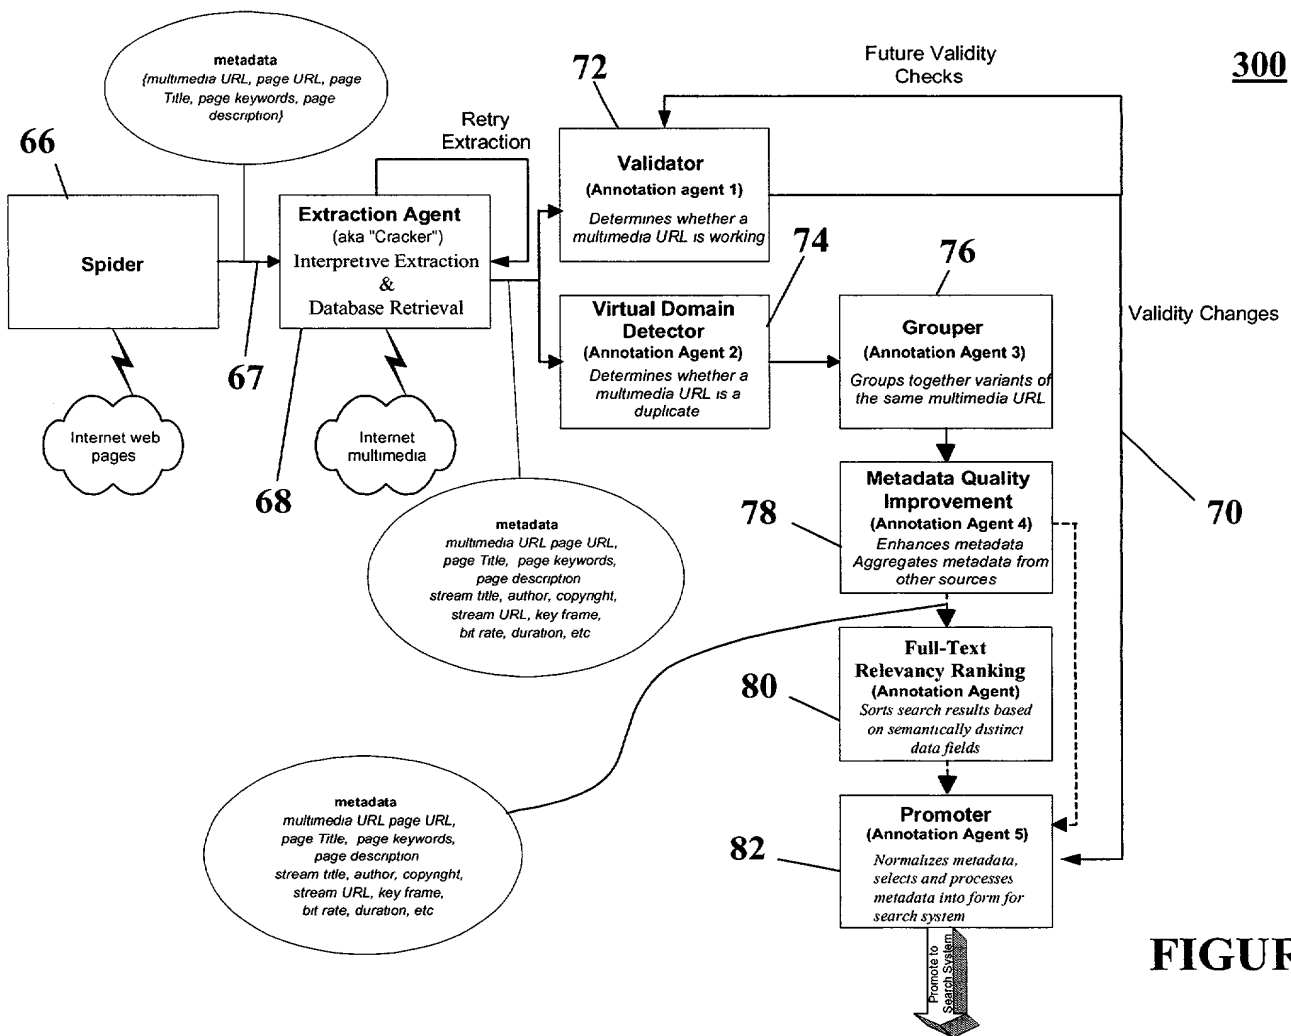 metadata
{multimedia URL, page URL, page
Title, page keywords, page
description}
Future Validity
Checks
300
72
66
Retry
Extraction
Validator
(Annotation agent 1)
Determines whether a
multimedia URL is working
Spider
Extraction Agent
(aka "Cracker")
Interpretive Extraction
&
Database Retrieval
74
76
67
Virtual Domain
Detector
(Annotation Agent 2)
Determines whether a
multimedia URL is a
duplicate
Grouper
(Annotation Agent 3)
Groups together variants of
the same multimedia URL
Validity Changes
Internet web
pages
Internet
multimedia
68
78
Metadata Quality
Improvement
(Annotation Agent 4)
Enhances metadata
Aggregates metadata from
other sources
70
metadata
multimedia URL page URL,
page Title, page keywords,
page description
stream title, author, copyright,
stream URL, key frame,
bit rate, duration, etc
80
Full-Text
Relevancy Ranking
(Annotation Agent)
Sorts search results based
on semantically distinct
data fields
metadata
multimedia URL page URL,
page Title, page keywords,
page description
stream title, author, copyright,
stream URL, key frame,
bit rate, duration, etc
82
Promoter
(Annotation Agent 5)
Normalizes metadata,
selects and processes
metadata into form for
search system
Promote to
Search System
FIGUR